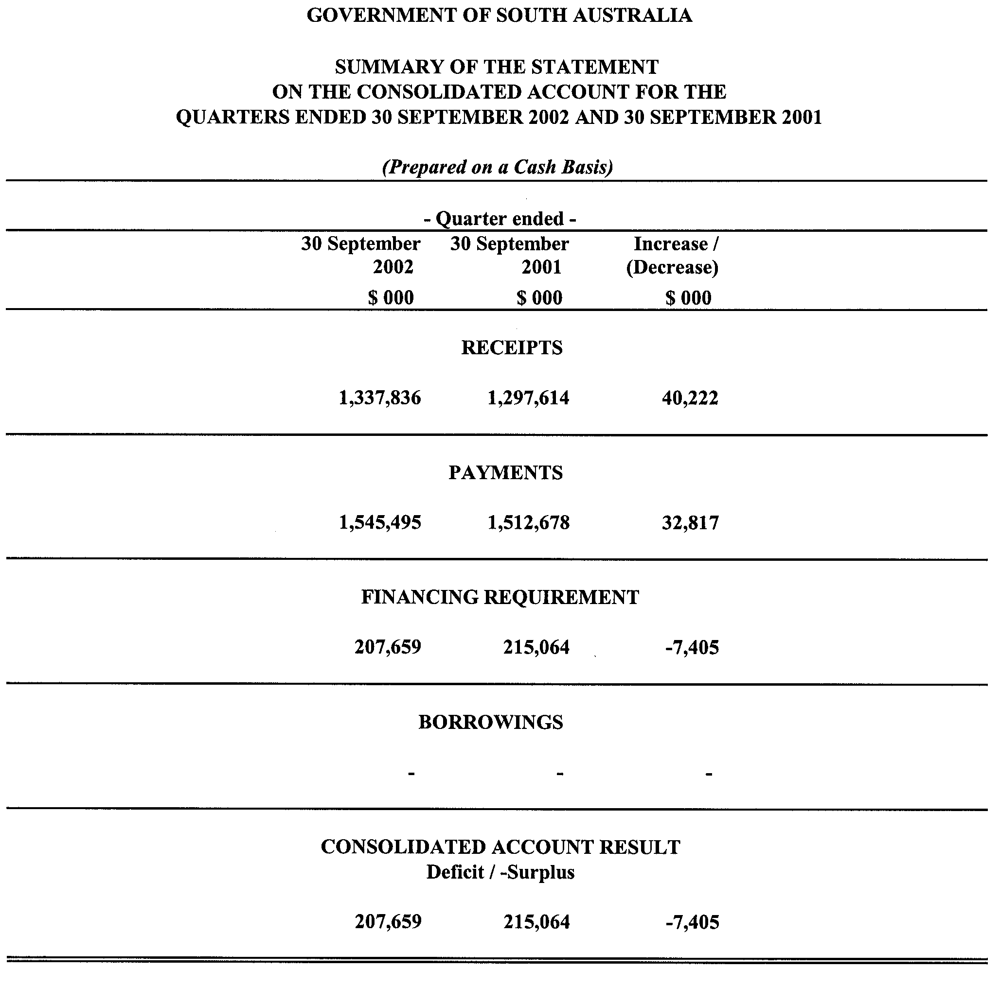 GOVERNMENT OF SOUTH AUSTRALIA
SUMMARY OF THE STATEMENT
ON THE CONSOLIDATED ACCOUNT FOR THE
QUARTERS ENDED 30 SEPTEMBER 2002 AND 30 SEPTEMBER 2001
(Prepared on a Cash Basis)
- Quarter ended -
30 September 30 September Increase /
2002 2001 (Decrease)
$ 000 $ 000 $ 000
RECEIPTS
1,337,836 1,297,614 40,222
PAYMENTS
1,545,495 1,512,678 32,817
FINANCING REQUIREMENT
207,659 215,064 -7,405
BORROWINGS
- - -
CONSOLIDATED ACCOUNT RESULT
Deficit / -Surplus
207,659 215,064 -7,405